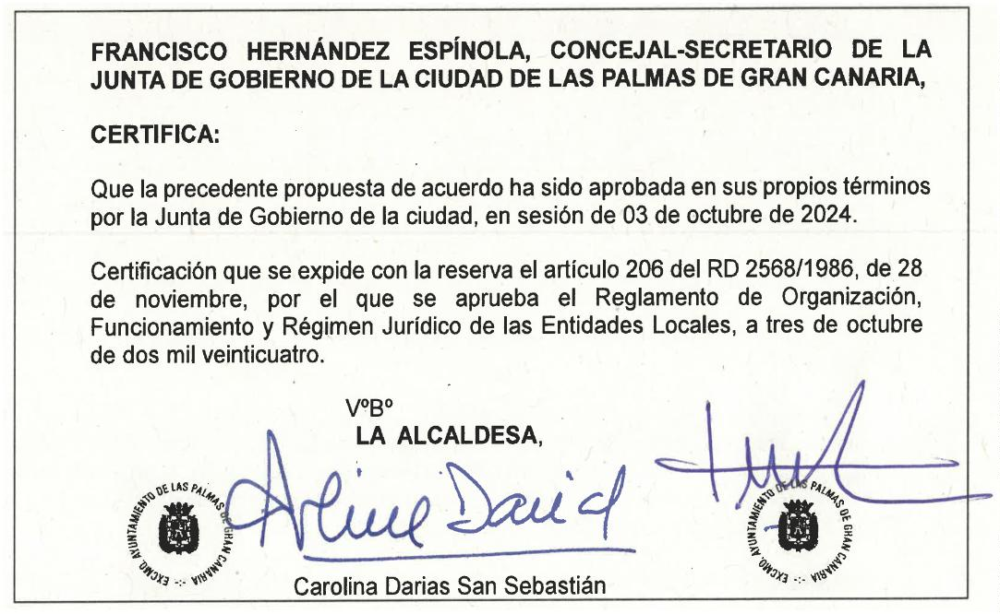 FRANCISCO HERNÁNDEZ ESPÍNOLA, CONCEJAL-SECRETARIO DE LA
JUNTA DE GOBIERNO DE LA CIUDAD DE LAS PALMAS DE GRAN CANARIA,
CERTIFICA:
Que la precedente propuesta de acuerdo ha sido aprobada en sus propios términos
por la Junta de Gobierno de la ciudad, en sesión de 03 de octubre de 2024.
Certificación que se expide con la reserva el artículo 206 del RD 2568/1986, de 28
de noviembre, por el que se aprueba el Reglamento de Organización,
Funcionamiento y Régimen Jurídico de las Entidades Locales, a tres de octubre
de dos mil veinticuatro.
VºBº
LA ALCALDESA,
EXCMO. AYUNTAMIENTO DE LAS PALMAS DE GRAN CANARIA
EXCMO. AYUNTAMIENTO DE LAS PALMAS DE GRAN CANARIA
Carolina Darias San Sebastián